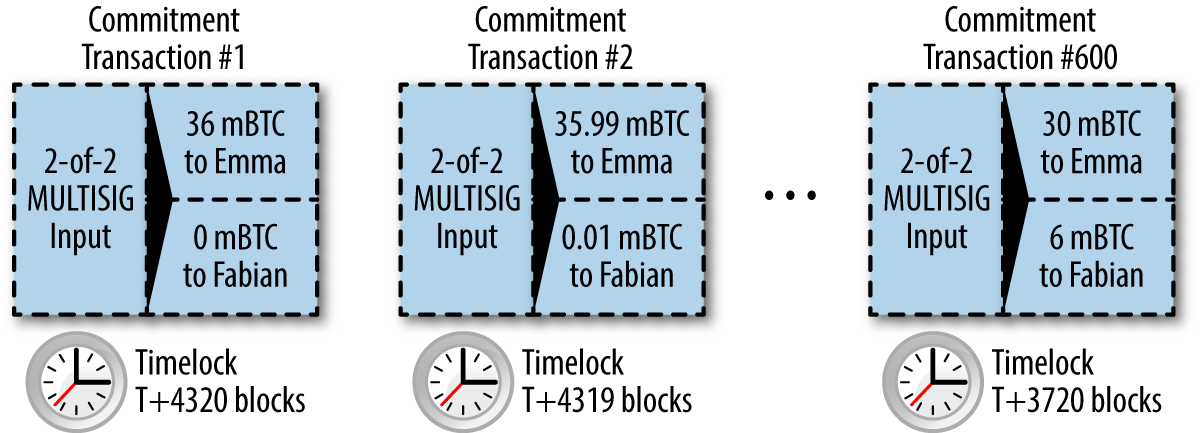 Commitment
Transaction #1
2-of-2
MULTISIG
Input
36 mBTC
to Emma
0 mBTC
to Fabian
Timelock
T+4320 blocks
Commitment
Transaction #2
2-of-2
MULTISIG
Input
35.99 mBTC
to Emma
0.01 mBTC
to Fabian
Timelock
T+4319 blocks
...
Commitment
Transaction #600
2-of-2
MULTISIG
Input
30 mBTC
to Emma
6 mBTC
to Fabian
Timelock
T+3720 blocks